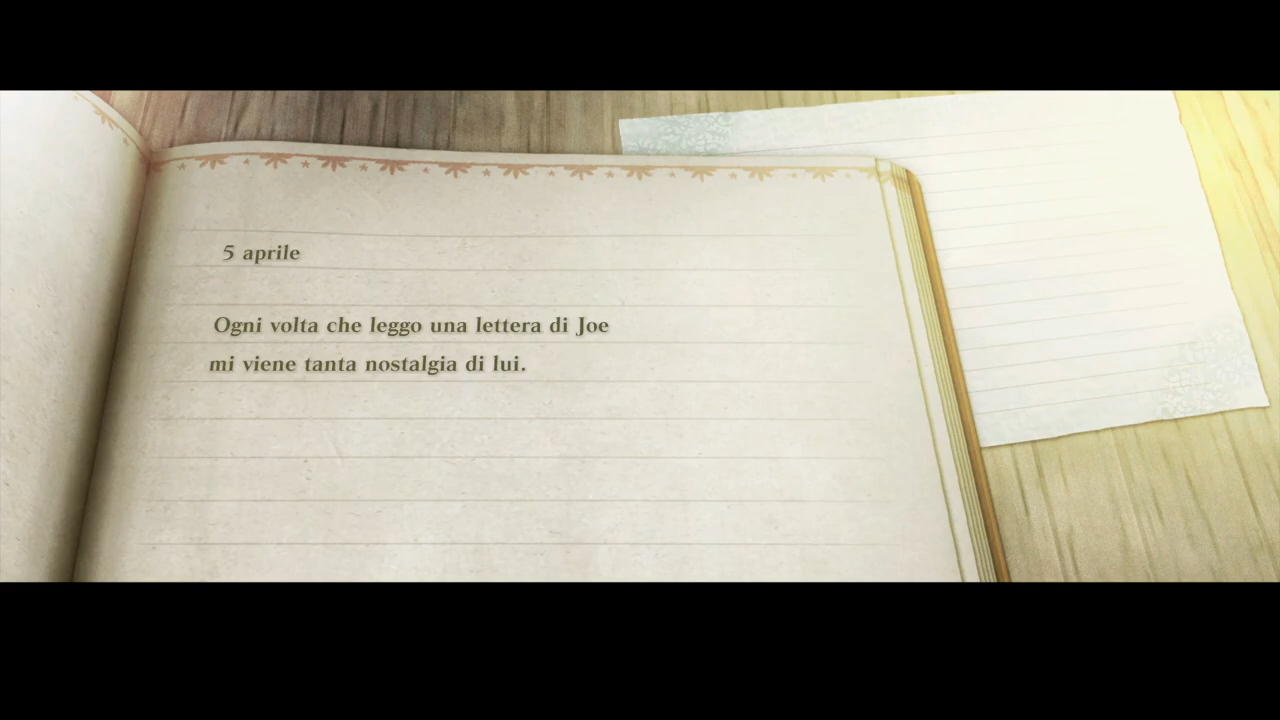 5 aprile
Ogni volta che leggo una lettera di Joe
mi viene tanta nostalgia di lui.